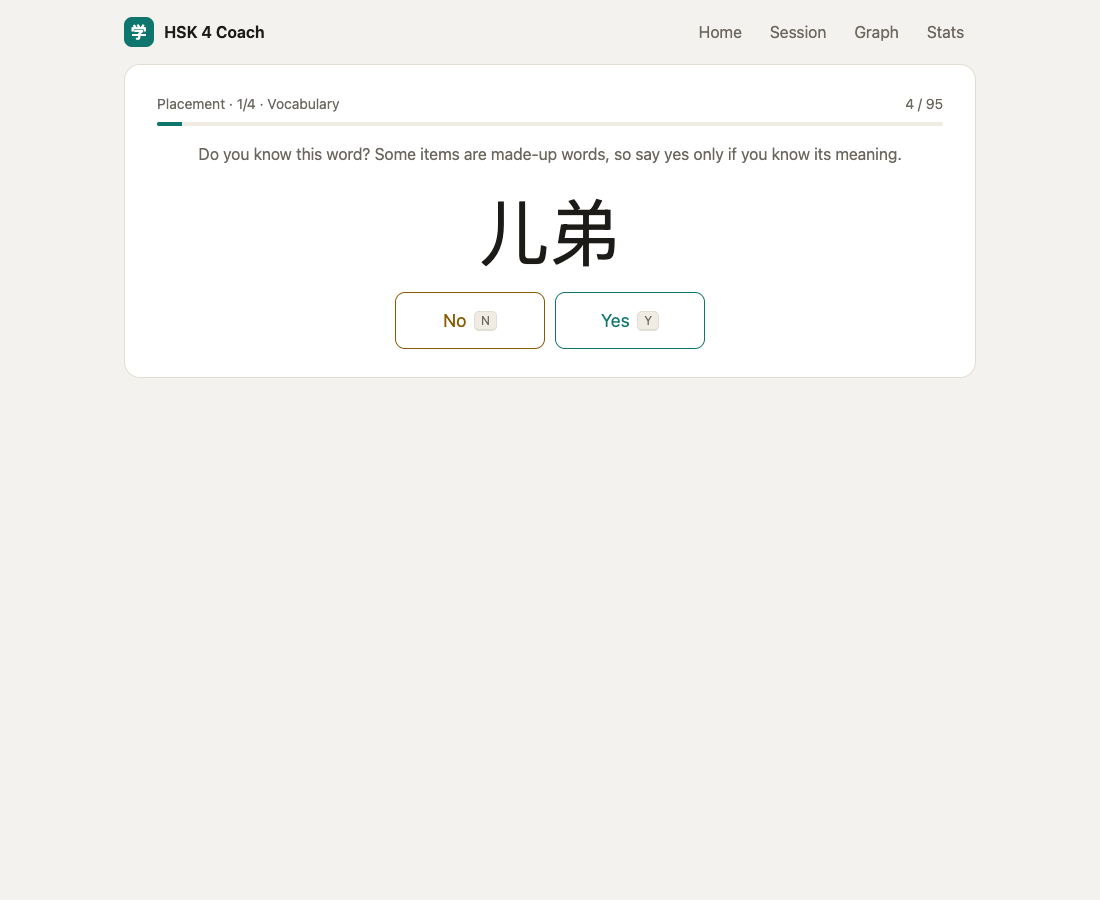 学 HSK 4 Coach Home Session Graph Stats
Placement · 1/4 · Vocabulary 4 / 95
Do you know this word? Some items are made-up words, so say yes only if you know its meaning.
儿弟
No N Yes Y